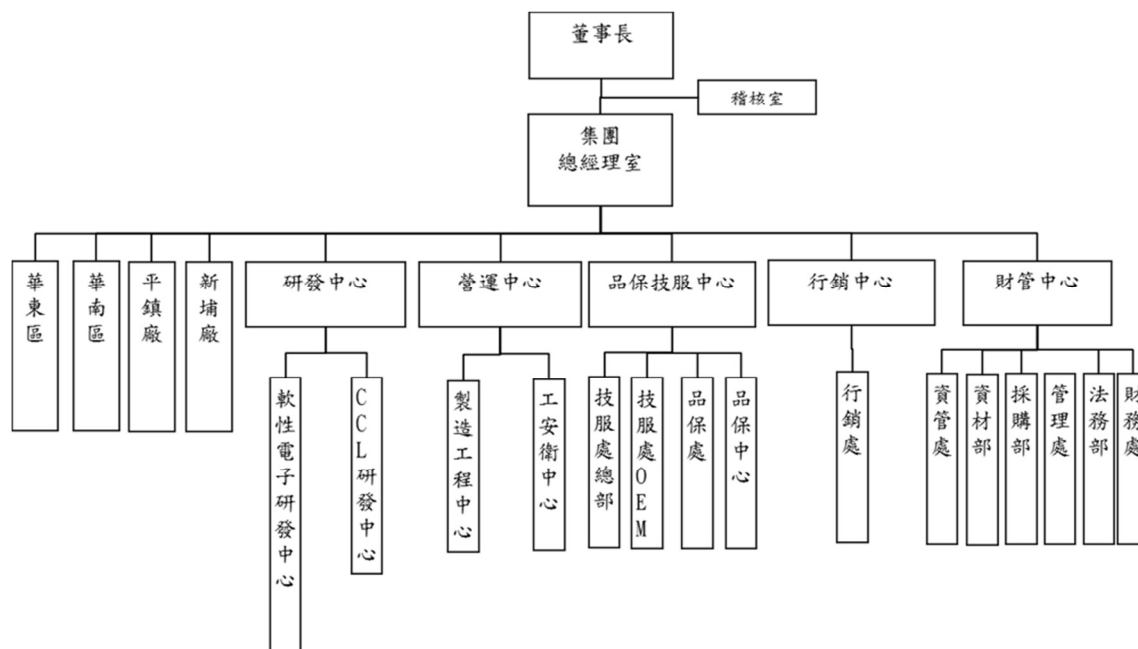 董事長
稽核室
集團
總經理室
華東區
華南區
平鎮廠
新埔廠
研發中心
營運中心
品保技服中心
行銷中心
財管中心
軟性電子研發中心
CCL研發中心
製造工程中心
工安衛中心
技服處總部
技服處OEM
品保處
品保中心
行銷處
資管處
資材部
採購部
管理處
法務部
財務處